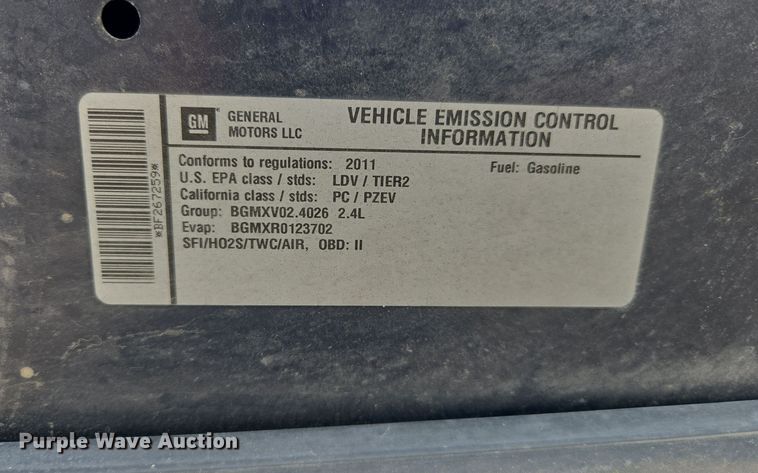 *BF267259*
GM
GENERAL
MOTORS LLC
VEHICLE EMISSION CONTROL
INFORMATION
Conforms to regulations: 2011
Fuel: Gasoline
U.S. EPA class / stds: LDV / TIER2
California class / stds: PC / PZEV
Group: BGMXV02.4026 2.4L
Evap: BGMXR0123702
SFI/HO2S/TWC/AIR, OBD: II
Purple Wave Auction